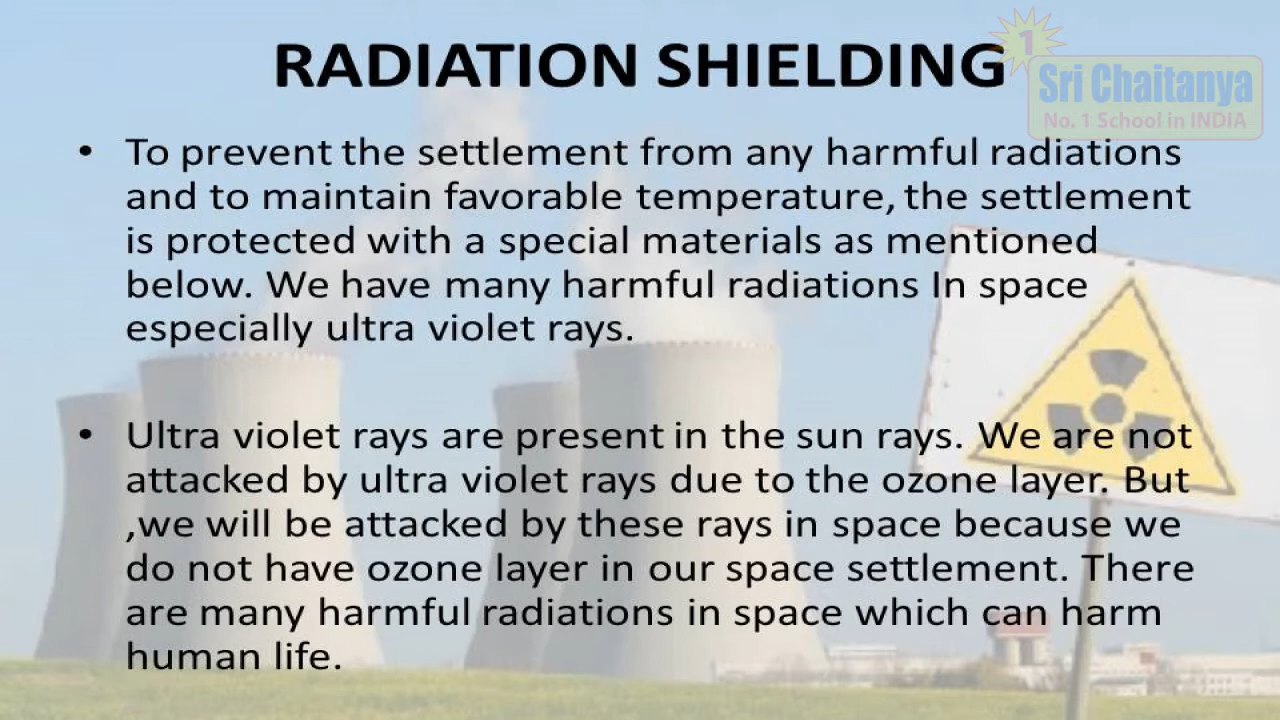 RADIATION SHIELDING
1
Sri Chaitanya
No. 1 School in INDIA
• To prevent the settlement from any harmful radiations
and to maintain favorable temperature, the settlement
is protected with a special materials as mentioned
below. We have many harmful radiations In space
especially ultra violet rays.
• Ultra violet rays are present in the sun rays. We are not
attacked by ultra violet rays due to the ozone layer. But
,we will be attacked by these rays in space because we
do not have ozone layer in our space settlement. There
are many harmful radiations in space which can harm
human life.